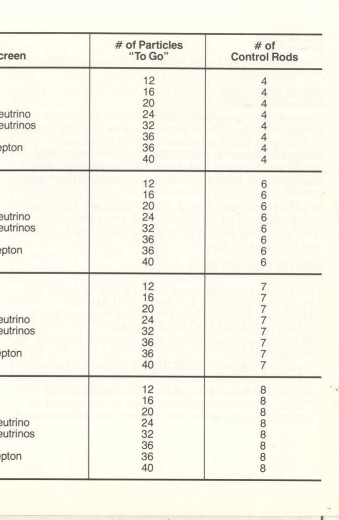 creen # of Particles "To Go" # of Control Rods
12 4
16 4
20 4
eutrino 24 4
eutrinos 32 4
36 4
epton 36 4
40 4
12 6
16 6
20 6
eutrino 24 6
eutrinos 32 6
36 6
epton 36 6
40 6
12 7
16 7
20 7
eutrino 24 7
eutrinos 32 7
36 7
epton 36 7
40 7
12 8
16 8
20 8
eutrino 24 8
eutrinos 32 8
36 8
epton 36 8
40 8